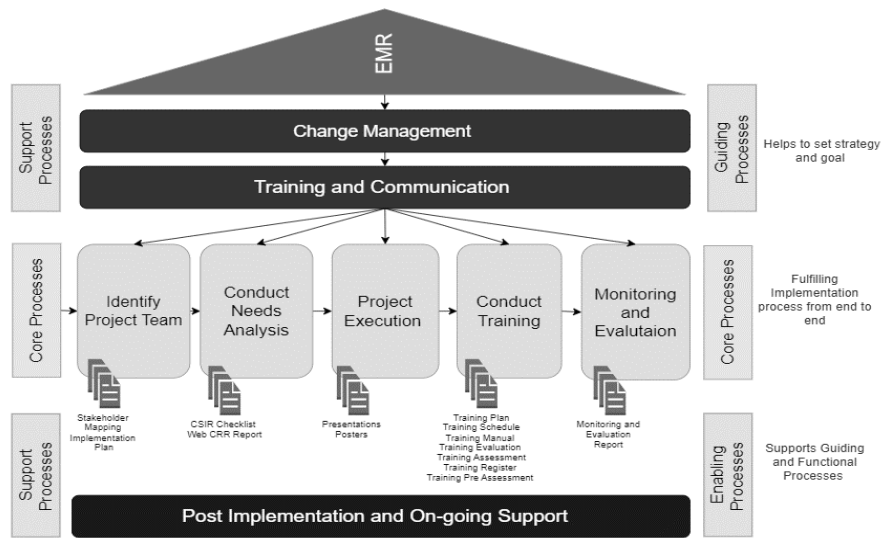 EMR
Support
Processes
Change Management
Guiding
Processes
Helps to set strategy
and goal
Training and Communication
Core Processes
Identify
Project Team
Conduct
Needs
Analysis
Project
Execution
Conduct
Training
Monitoring
and
Evalutaion
Core Processes
Fulfilling
Implementation
process from end to
end
Stakeholder
Mapping
Implementation
Plan
CSIR Checklist
Web CRR Report
Presentations
Posters
Training Plan
Training Schedule
Training Manual
Training Evaluation
Training Assessment
Training Register
Training Pre Assessment
Monitoring and
Evaluation
Report
Support
Processes
Enabling
Processes
Supports Guiding
and Functional
Processes
Post Implementation and On-going Support